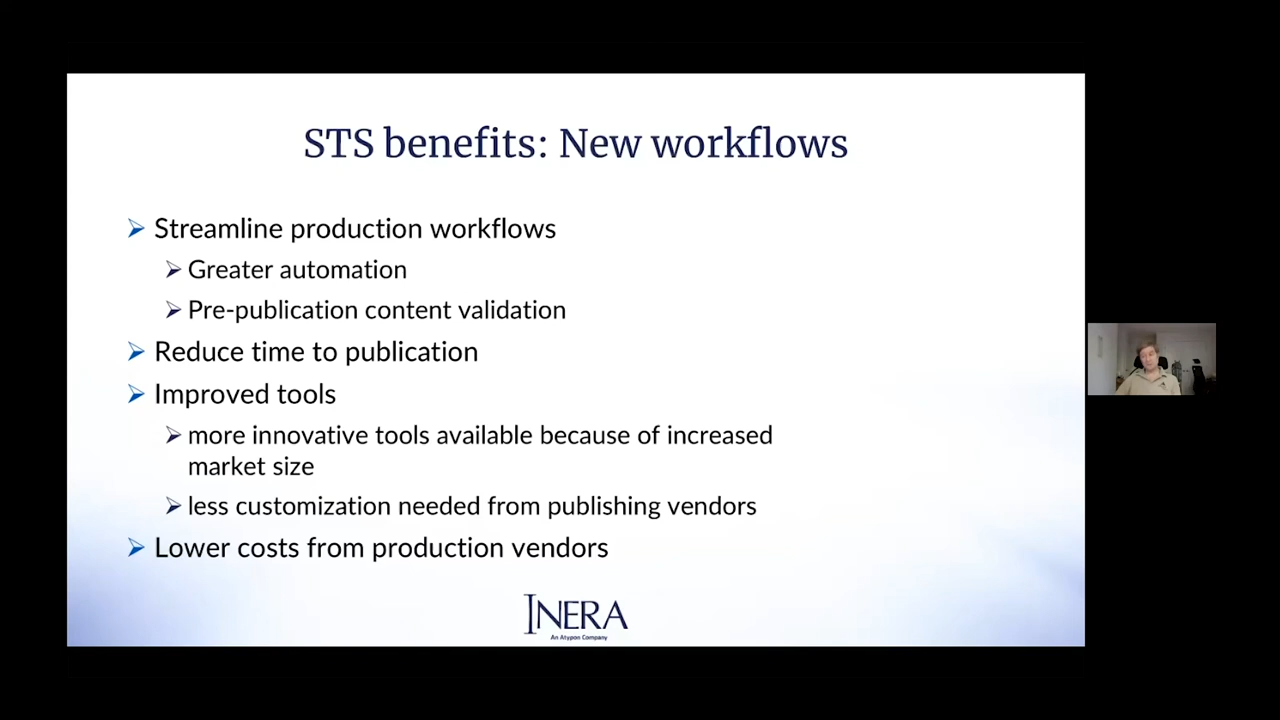 STS benefits: New workflows
Streamline production workflows
Greater automation
Pre-publication content validation
Reduce time to publication
Improved tools
more innovative tools available because of increased
market size
less customization needed from publishing vendors
Lower costs from production vendors
INERA
An Atypon Company